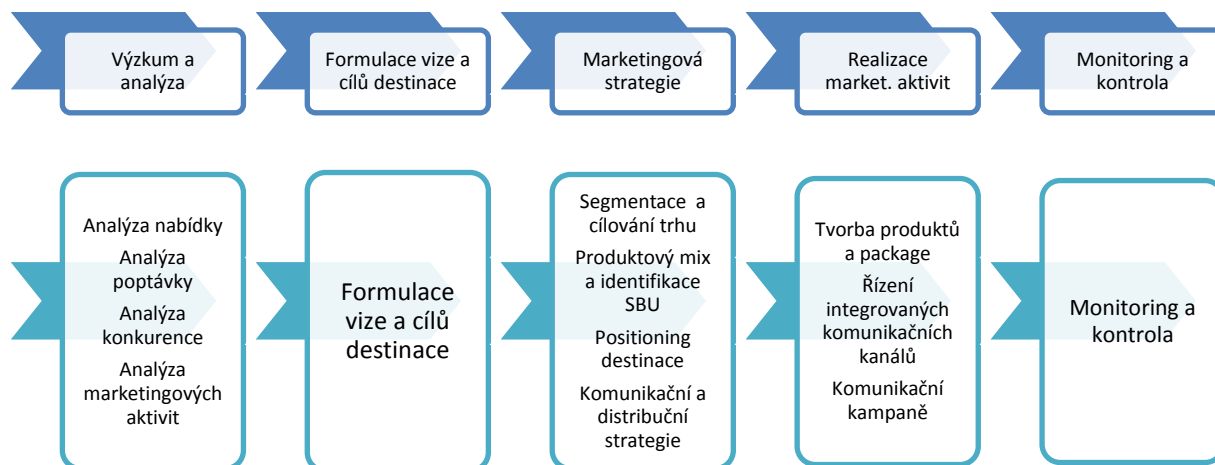 Výzkum a
analýza
Formulace vize a
cílů destinace
Marketingová
strategie
Realizace
market. aktivit
Monitoring a
kontrola
Analýza nabídky
Analýza
poptávky
Analýza
konkurence
Analýza
marketingových
aktivit
Formulace
vize a cílů
destinace
Segmentace a
cílování trhu
Produktový mix
a identifikace
SBU
Positioning
destinace
Komunikační a
distribuční
strategie
Tvorba produktů
a package
Řízení
integrovaných
komunikačních
kanálů
Komunikační
kampaně
Monitoring a
kontrola